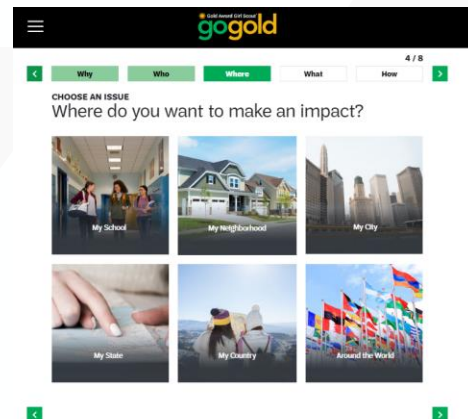 Gold Award Girl Scout
gogold
4 / 8
Why Who Where What How
CHOOSE AN ISSUE
Where do you want to make an impact?
My School My Neighborhood My City
My State My Country Around the World